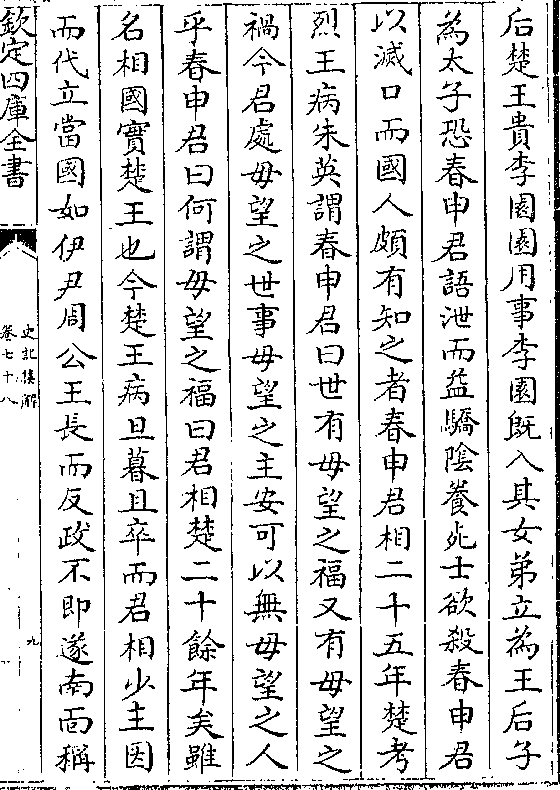 后楚王貴李園園用事李園既入其女弟立為王后子
為太子恐春申君語泄而益驕陰養死士欲殺春申君
以滅口而國人頗有知之者春申君相二十五年楚考
烈王病朱英謂春申君曰世有毋望之福又有毋望之
禍今君處毋望之世事毋望之主安可以無毋望之人
乎春申君曰何謂毋望之福曰君相楚二十餘年矣雖
名相國實楚王也今楚王病旦暮且卒而君相少主因
而代立當國如伊尹周公王長而反政不即遂南面稱
欽定四庫全書
史記集解
卷七十八
九